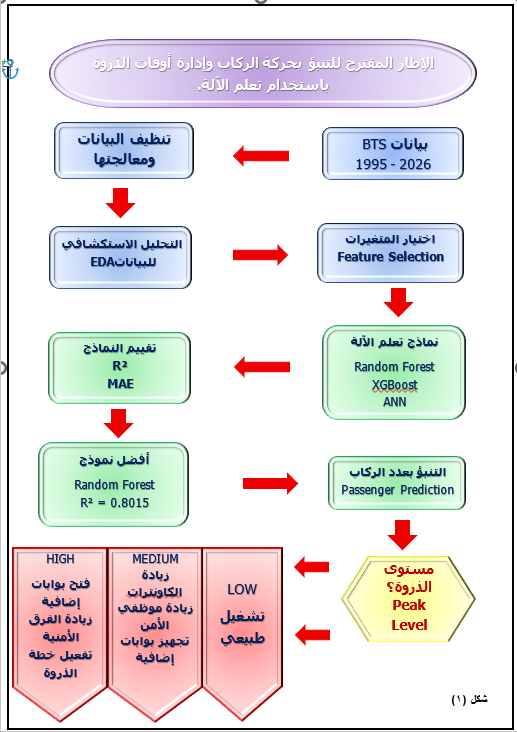 الإطار المقترح للتنبؤ بحركة الركاب وإدارة أوقات الذروة
باستخدام تعلم الآلة.
بيانات BTS
1995 - 2026
تنظيف البيانات
ومعالجتها
التحليل الاستكشافي
للبياناتEDA
اختيار المتغيرات
Feature Selection
نماذج تعلم الآلة
Random Forest
XGBoost
ANN
تقييم النماذج
R²
MAE
أفضل نموذج
Random Forest
R² = 0.8015
التنبؤ بعدد الركاب
Passenger Prediction
مستوى
الذروة؟
Peak
Level
LOW
تشغيل
طبيعي
MEDIUM
زيادة
الكاونترات
زيادة موظفي
الأمن
تجهيز بوابات
إضافية
HIGH
فتح بوابات
إضافية
زيادة الفرق
الأمنية
تفعيل خطة
الذروة
شكل (١)